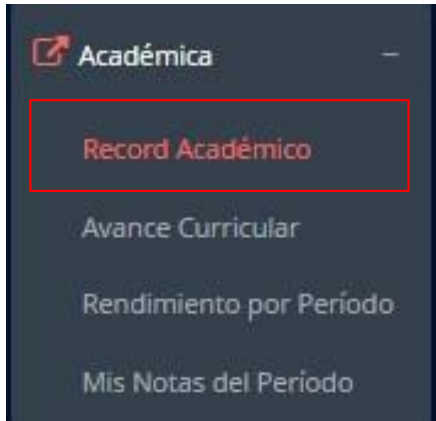 Académica
Record Académico
Avance Curricular
Rendimiento por Período
Mis Notas del Período